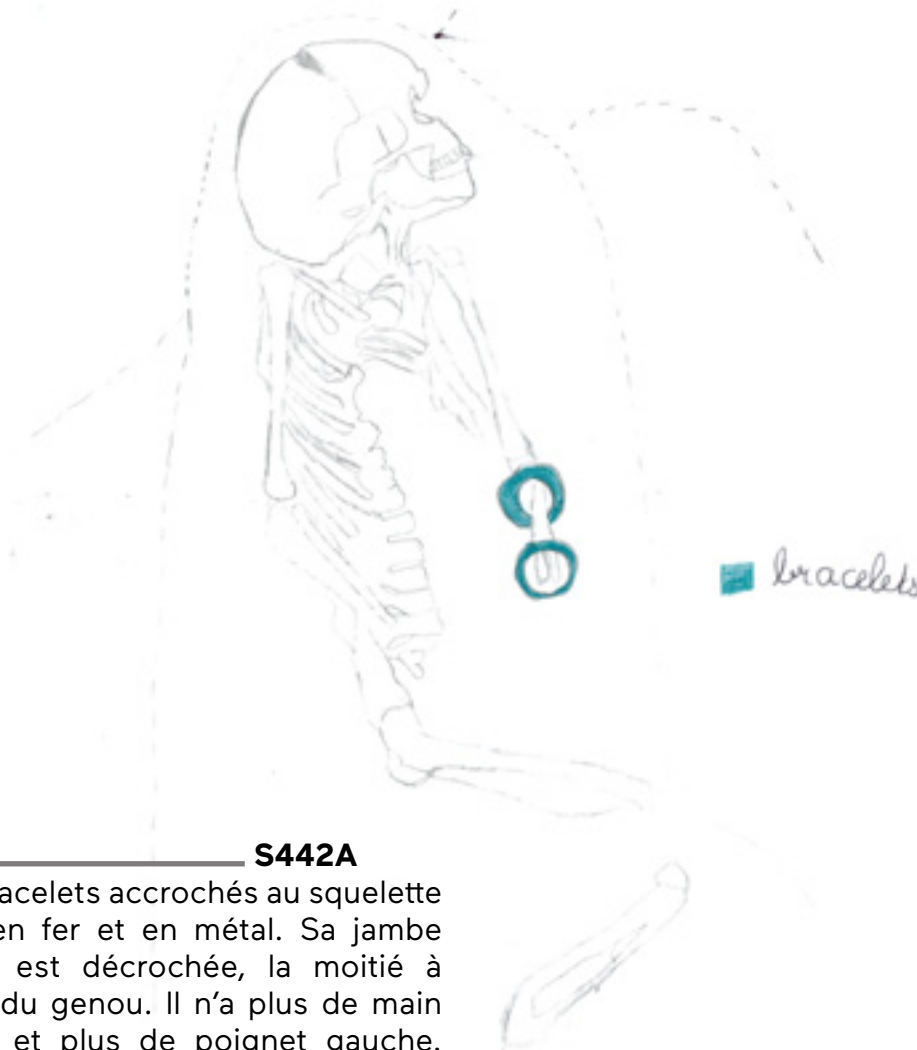 bracelets
S442A
acelets accrochés au squelette
en fer et en métal. Sa jambe
est décrochée, la moitié à
du genou. Il n'a plus de main
et plus de poignet gauche.